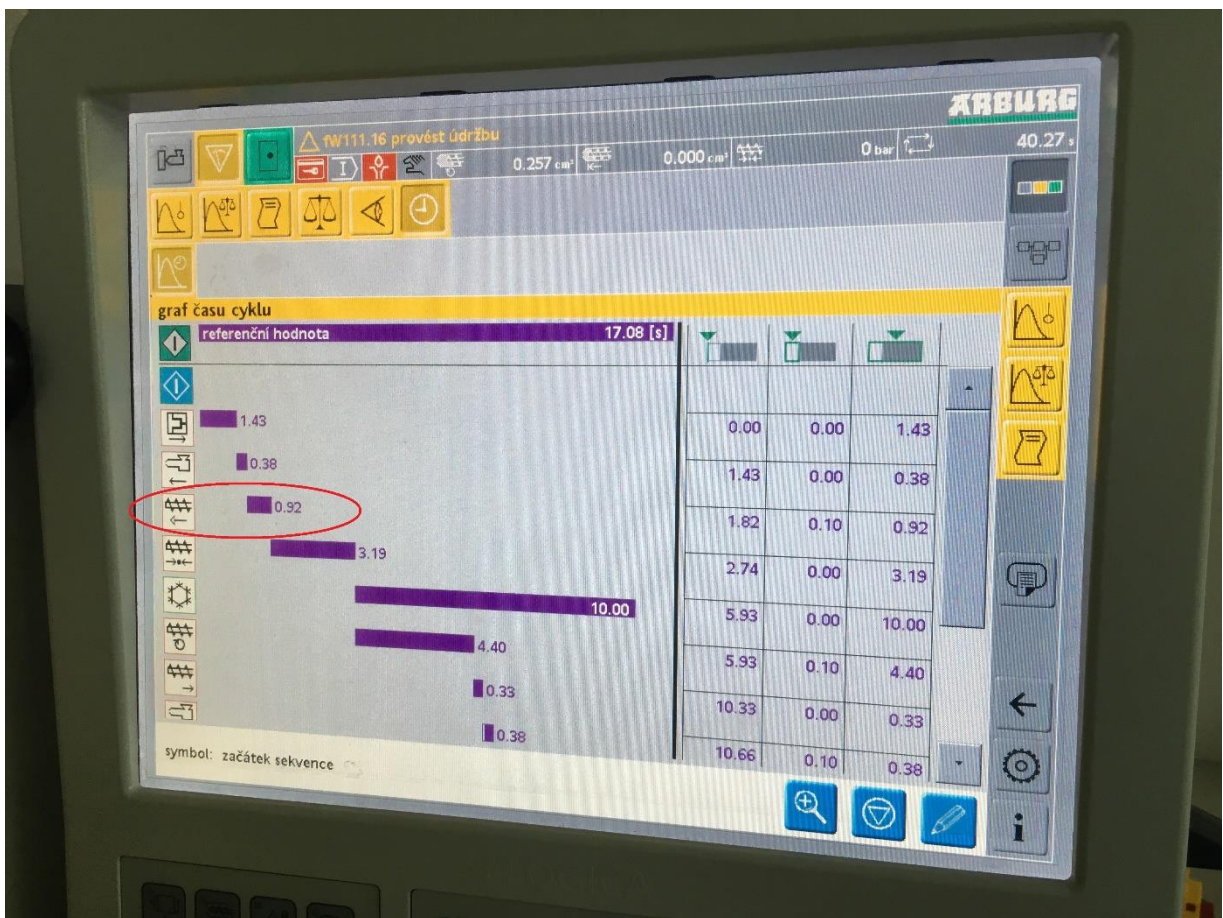 ARBURG
fW111.16 provést údržbu
0.257 cm³ 0.000 cm³ 0 bar 40.27 s
graf času cyklu
referenční hodnota 17.08 [s]
1.43 0.00 0.00 1.43
0.38 1.43 0.00 0.38
0.92 1.82 0.10 0.92
3.19 2.74 0.00 3.19
10.00 5.93 0.00 10.00
4.40 5.93 0.10 4.40
0.33 10.33 0.00 0.33
0.38 10.66 0.10 0.38
symbol: začátek sekvence
i